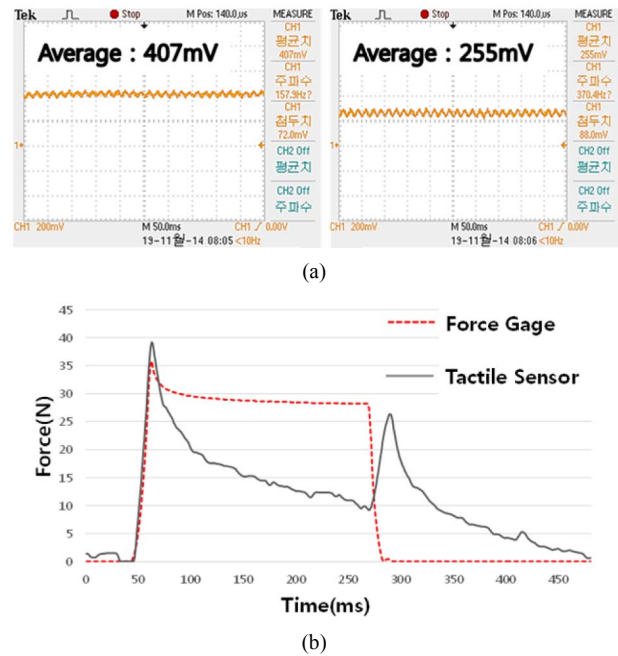 Tek Stop M Pos: 140.0µs MEASURE
Average : 407mV
CH1
평균치
407mV
CH1
주파수
157.9Hz?
CH1
첨두치
72.0mV
CH2 Off
평균치
CH2 Off
주파수
1+
CH1 200mV M 50.0ms CH1 / 0.00V
19-11월-14 08:05 <10Hz
Tek Stop M Pos: 140.0µs MEASURE
Average : 255mV
CH1
평균치
255mV
CH1
주파수
370.4Hz?
CH1
첨두치
88.0mV
CH2 Off
평균치
CH2 Off
주파수
1+
CH1 200mV M 50.0ms CH1 / 0.00V
19-11월-14 08:06 <10Hz
(a)
Force(N)
45
40
35
30
25
20
15
10
5
0
Force Gage
Tactile Sensor
0 50 100 150 200 250 300 350 400 450
Time(ms)
(b)